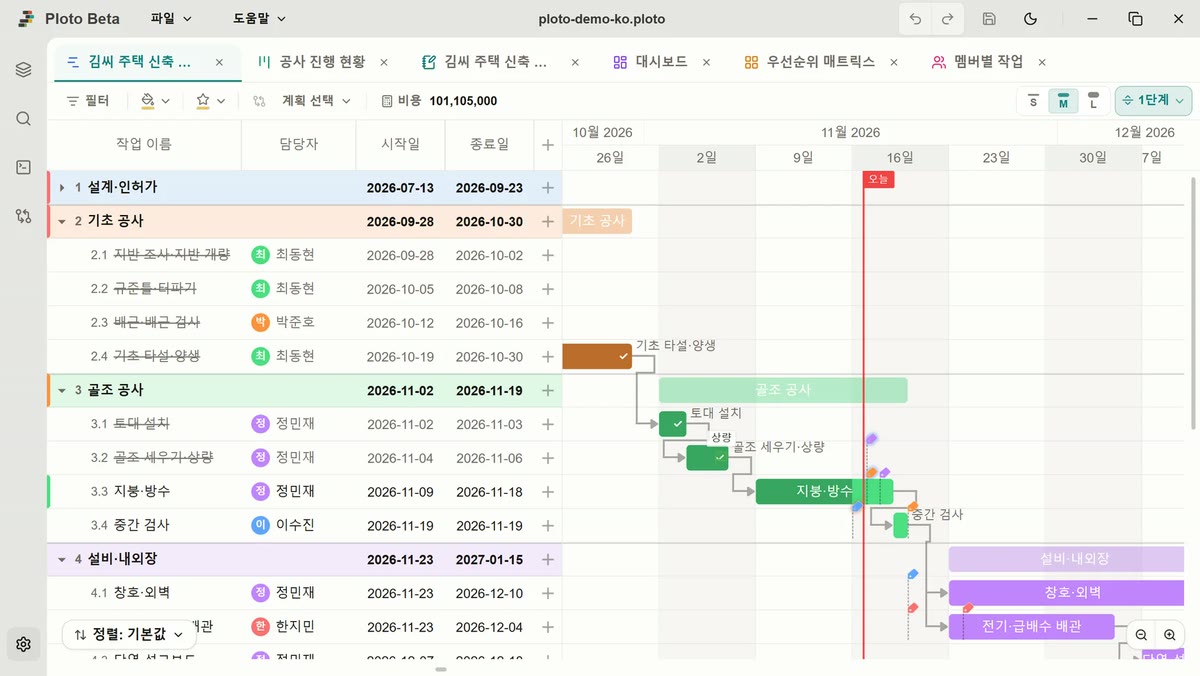 Ploto Beta 파일 도움말 ploto-demo-ko.ploto
김씨 주택 신축 ... 공사 진행 현황 김씨 주택 신축 ... 대시보드 우선순위 매트릭스 멤버별 작업
필터 계획 선택 비용 101,105,000 S M L 1단계
작업 이름 담당자 시작일 종료일
10월 2026 11월 2026 12월 2026
26일 2일 9일 16일 23일 30일 7일
오늘
1 설계·인허가 2026-07-13 2026-09-23
2 기초 공사 2026-09-28 2026-10-30 기초 공사
2.1 지반 조사·지반 개량 최 최동현 2026-09-28 2026-10-02
2.2 규준틀·터파기 최 최동현 2026-10-05 2026-10-08
2.3 배근·배근 검사 박 박준호 2026-10-12 2026-10-16
2.4 기초 타설·양생 최 최동현 2026-10-19 2026-10-30 기초 타설·양생
3 골조 공사 2026-11-02 2026-11-19 골조 공사
3.1 토대 설치 정 정민재 2026-11-02 2026-11-03 토대 설치
상량
3.2 골조 세우기·상량 정 정민재 2026-11-04 2026-11-06 골조 세우기·상량
3.3 지붕·방수 정 정민재 2026-11-09 2026-11-18 지붕·방수
3.4 중간 검사 이 이수진 2026-11-19 2026-11-19 중간 검사
4 설비·내외장 2026-11-23 2027-01-15 설비·내외장
4.1 창호·외벽 정 정민재 2026-11-23 2026-12-10 창호·외벽
정렬: 기본값 배관 한 한지민 2026-11-23 2026-12-04 전기·급배수 배관